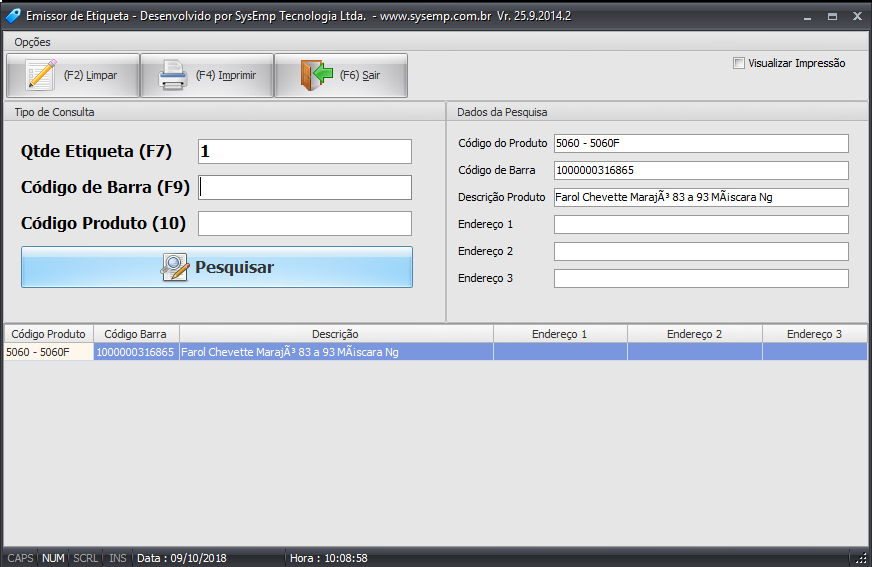 Emissor de Etiqueta - Desenvolvido por SysEmp Tecnologia Ltda. - www.sysemp.com.br Vr. 25.9.2014.2
Opções
(F2) Limpar
(F4) Imprimir
(F6) Sair
Visualizar Impressão
Tipo de Consulta
Qtde Etiqueta (F7) 1
Código de Barra (F9)
Código Produto (10)
Pesquisar
Dados da Pesquisa
Código do Produto 5060 - 5060F
Código de Barra 1000000316865
Descrição Produto Farol Chevette MarajÃ³ 83 a 93 MÃ¡scara Ng
Endereço 1
Endereço 2
Endereço 3
Código Produto Código Barra Descrição Endereço 1 Endereço 2 Endereço 3
5060 - 5060F 1000000316865 Farol Chevette MarajÃ³ 83 a 93 MÃ¡scara Ng
CAPS NUM SCRL INS Data : 09/10/2018 Hora : 10:08:58